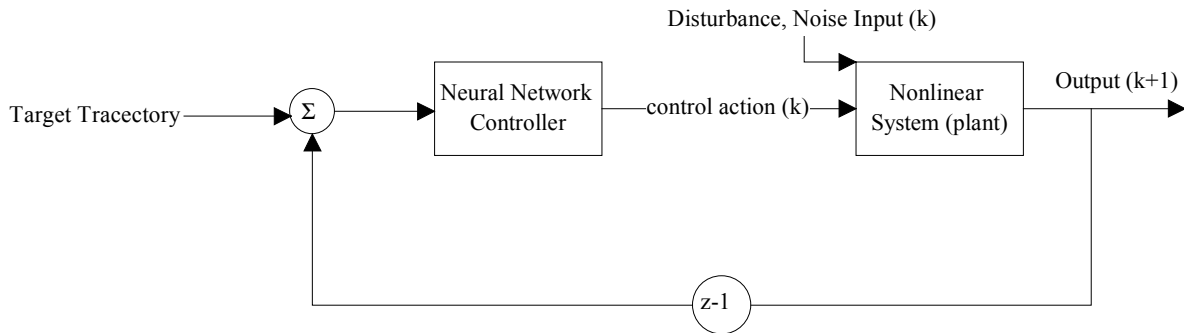 Disturbance, Noise Input (k)
Target Tracectory
Σ
Neural Network
Controller
control action (k)
Nonlinear
System (plant)
Output (k+1)
z-1